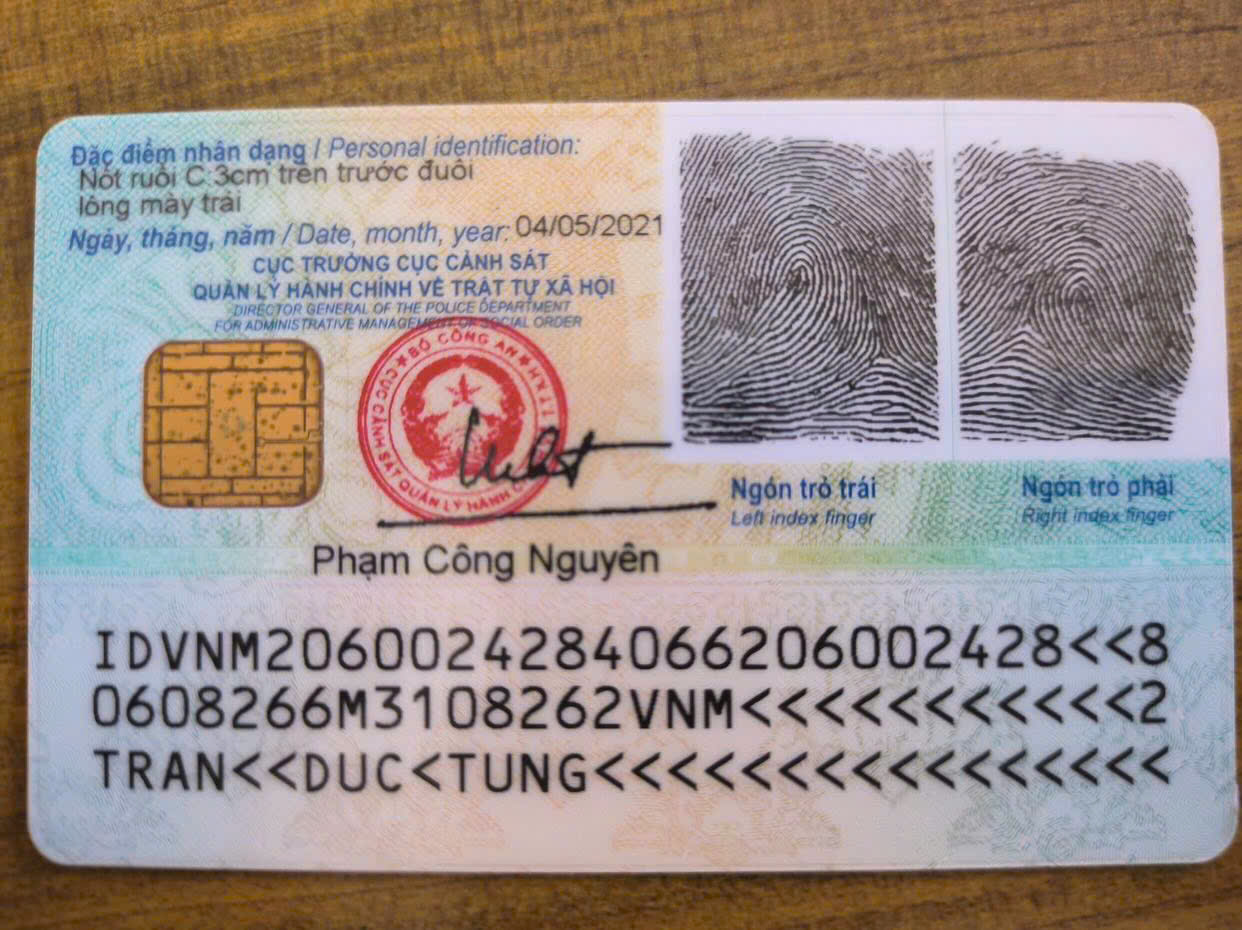 Đặc điểm nhân dạng / Personal identification:
Nốt ruồi C.3cm trên trước đuôi
lông mày trái
Ngày, tháng, năm / Date, month, year: 04/05/2021
CỤC TRƯỞNG CỤC CẢNH SÁT
QUẢN LÝ HÀNH CHÍNH VỀ TRẬT TỰ XÃ HỘI
DIRECTOR GENERAL OF THE POLICE DEPARTMENT
FOR ADMINISTRATIVE MANAGEMENT OF SOCIAL ORDER
BỘ CÔNG AN
CỤC CẢNH SÁT QUẢN LÝ HÀNH
Ngón trỏ trái
Left index finger
Ngón trỏ phải
Right index finger
Phạm Công Nguyên
IDVNM2060024284066206002428<<8
0608266M3108262VNM<<<<<<<<<<<2
TRAN<<DUC<TUNG<<<<<<<<<<<<<<<<